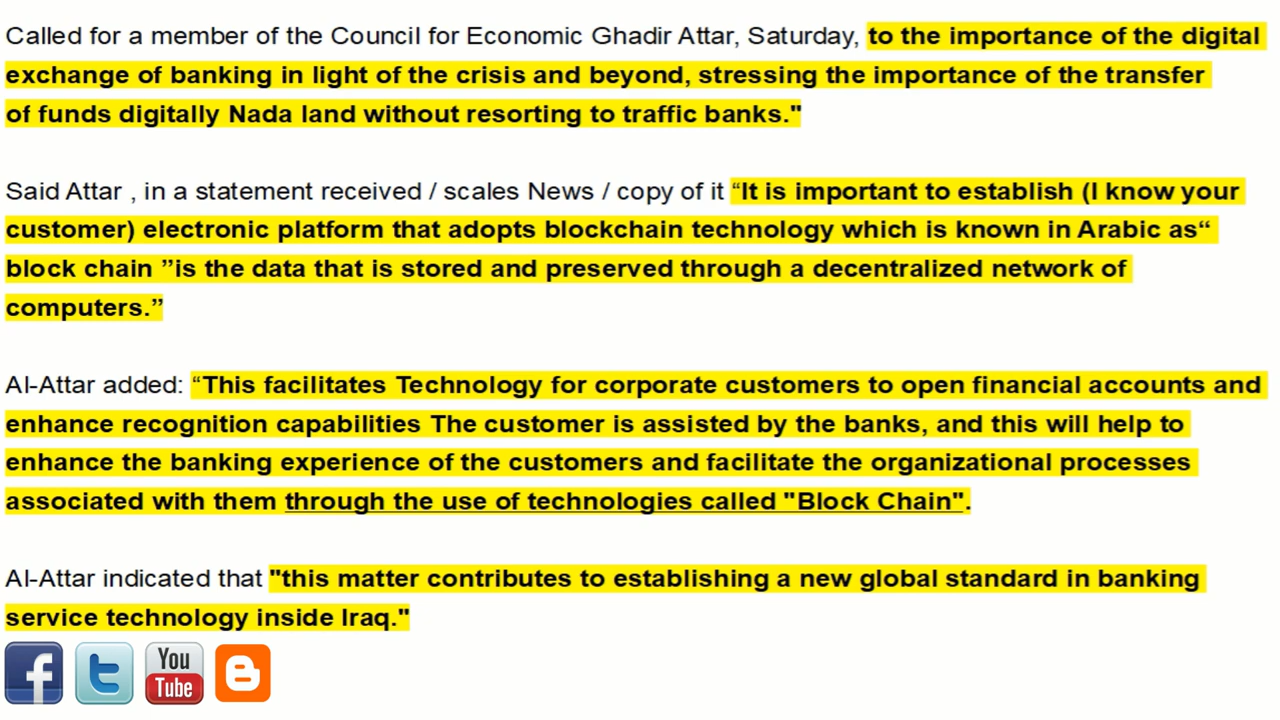 Called for a member of the Council for Economic Ghadir Attar, Saturday, to the importance of the digital
exchange of banking in light of the crisis and beyond, stressing the importance of the transfer
of funds digitally Nada land without resorting to traffic banks."
Said Attar , in a statement received / scales News / copy of it “It is important to establish (I know your
customer) electronic platform that adopts blockchain technology which is known in Arabic as“
block chain ”is the data that is stored and preserved through a decentralized network of
computers.”
Al-Attar added: “This facilitates Technology for corporate customers to open financial accounts and
enhance recognition capabilities The customer is assisted by the banks, and this will help to
enhance the banking experience of the customers and facilitate the organizational processes
associated with them through the use of technologies called "Block Chain".
Al-Attar indicated that "this matter contributes to establishing a new global standard in banking
service technology inside Iraq."
You
Tube